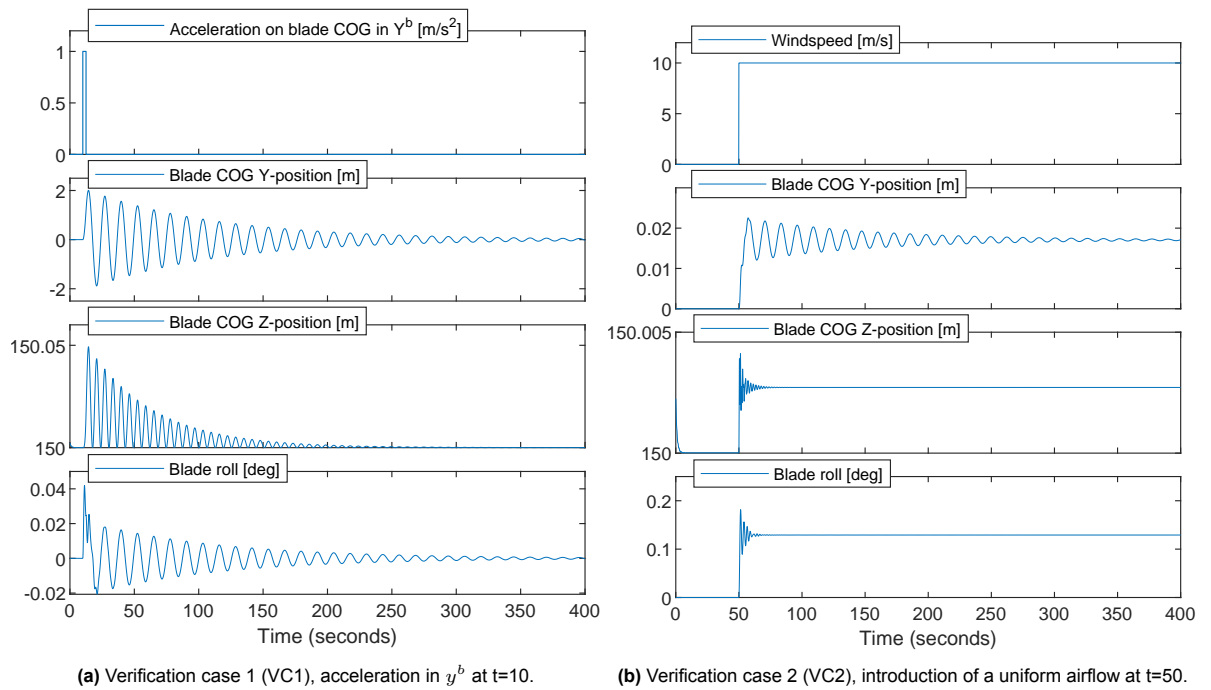 Acceleration on blade COG in Yᵇ [m/s²]
1
0.5
0
Blade COG Y-position [m]
2
0
-2
Blade COG Z-position [m]
150.05
150
Blade roll [deg]
0.04
0.02
0
-0.02
0 50 100 150 200 250 300 350 400
Time (seconds)
(a) Verification case 1 (VC1), acceleration in yᵇ at t=10.
Windspeed [m/s]
10
5
0
Blade COG Y-position [m]
0.02
0.01
0
Blade COG Z-position [m]
150.005
150
Blade roll [deg]
0.2
0.1
0
0 50 100 150 200 250 300 350 400
Time (seconds)
(b) Verification case 2 (VC2), introduction of a uniform airflow at t=50.